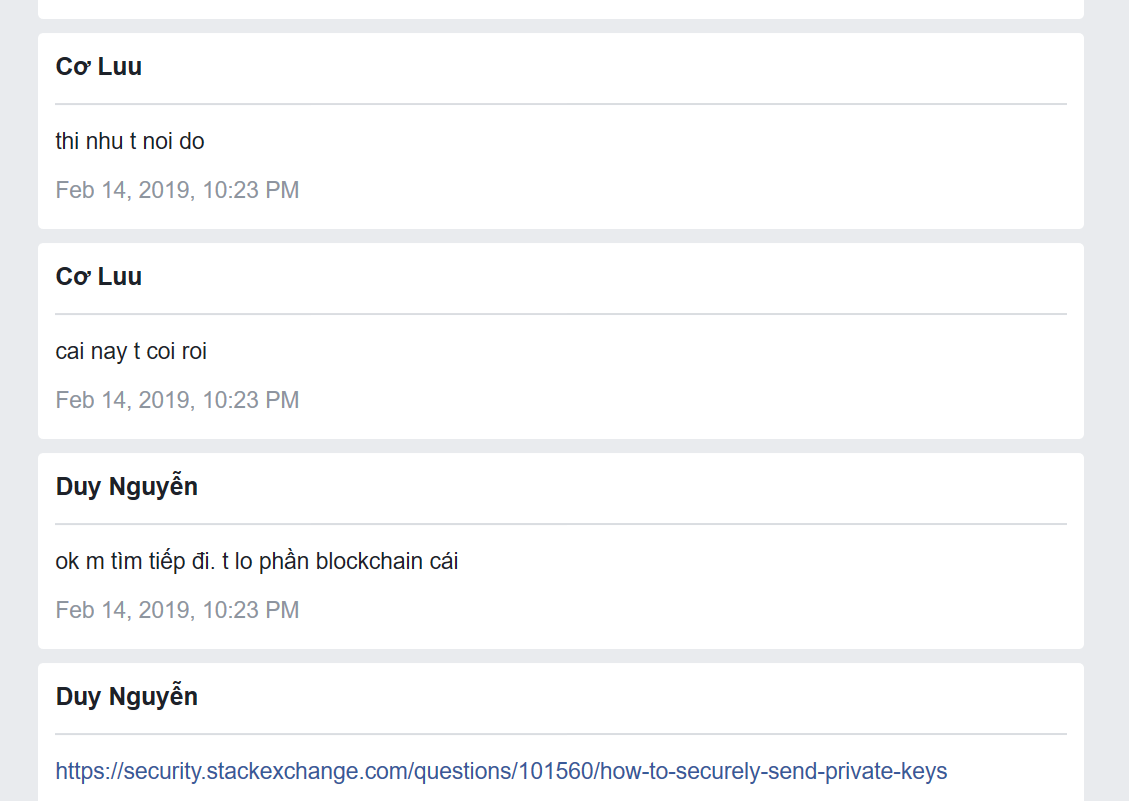 Cơ Luu
thi nhu t noi do
Feb 14, 2019, 10:23 PM
Cơ Luu
cai nay t coi roi
Feb 14, 2019, 10:23 PM
Duy Nguyễn
ok m tìm tiếp đi. t lo phần blockchain cái
Feb 14, 2019, 10:23 PM
Duy Nguyễn
https://security.stackexchange.com/questions/101560/how-to-securely-send-private-keys